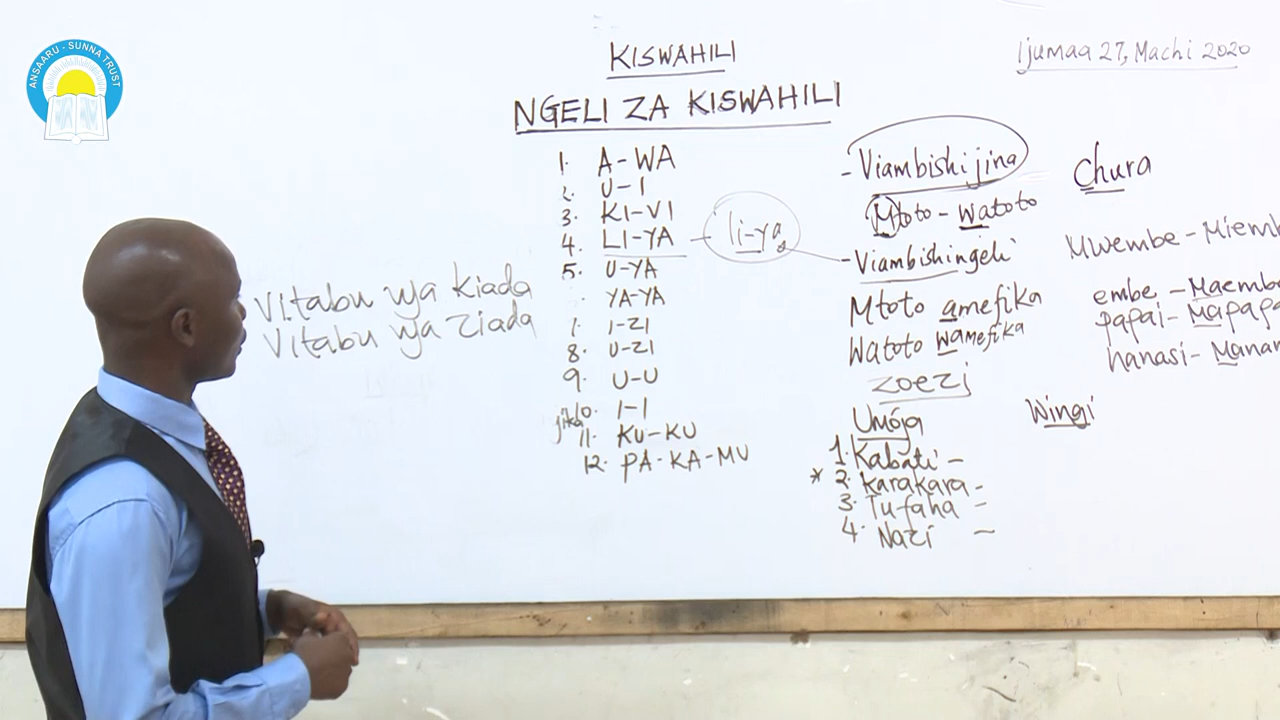 ANSAARU - SUNNA TRUST
KISWAHILI
Ijumaa 27, Machi 2020
NGELI ZA KISWAHILI
1. A-WA
2. U-I
3. KI-VI
4. LI-YA
5. U-YA
YA-YA
7. I-ZI
8. U-ZI
9. U-U
10. I-I
jika
11. KU-KU
12. PA-KA-MU
li-ya
Vitabu vya kiada
Vitabu vya ziada
- Viambishi jina
Mtoto - watoto
- Viambishi ngeli
Mtoto amefika
Watoto wamefika
zoezi
Umoja
Wingi
1. Kabati -
* 2. Karakara -
3. Tufaha -
4. Nazi -
Chura
Mwembe - Miemb
embe - Maembe
papai - Mapapa
nanasi - Manan